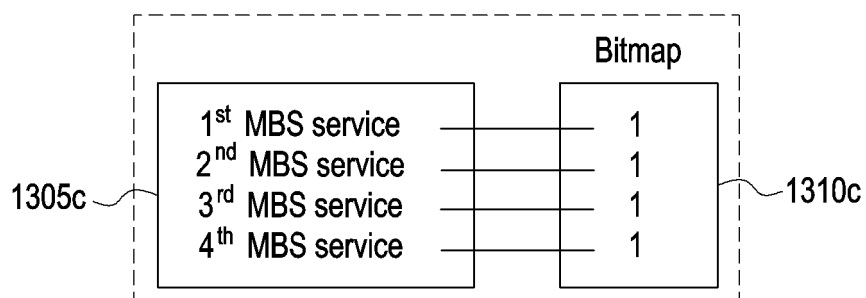 Bitmap
1st MBS service 1
2nd MBS service 1
3rd MBS service 1
4th MBS service 1
1305c
1310c